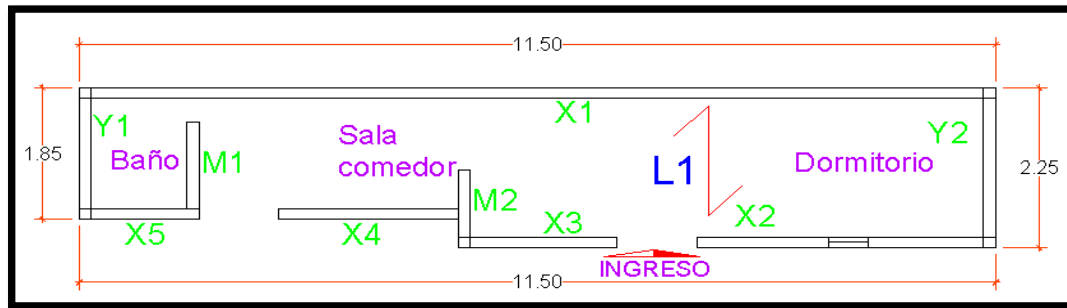 11.50
X1
Y1
Sala
comedor
Y2
Baño
M1
Dormitorio
1.85
L1
2.25
M2
X5
X4
X3
X2
INGRESO
11.50